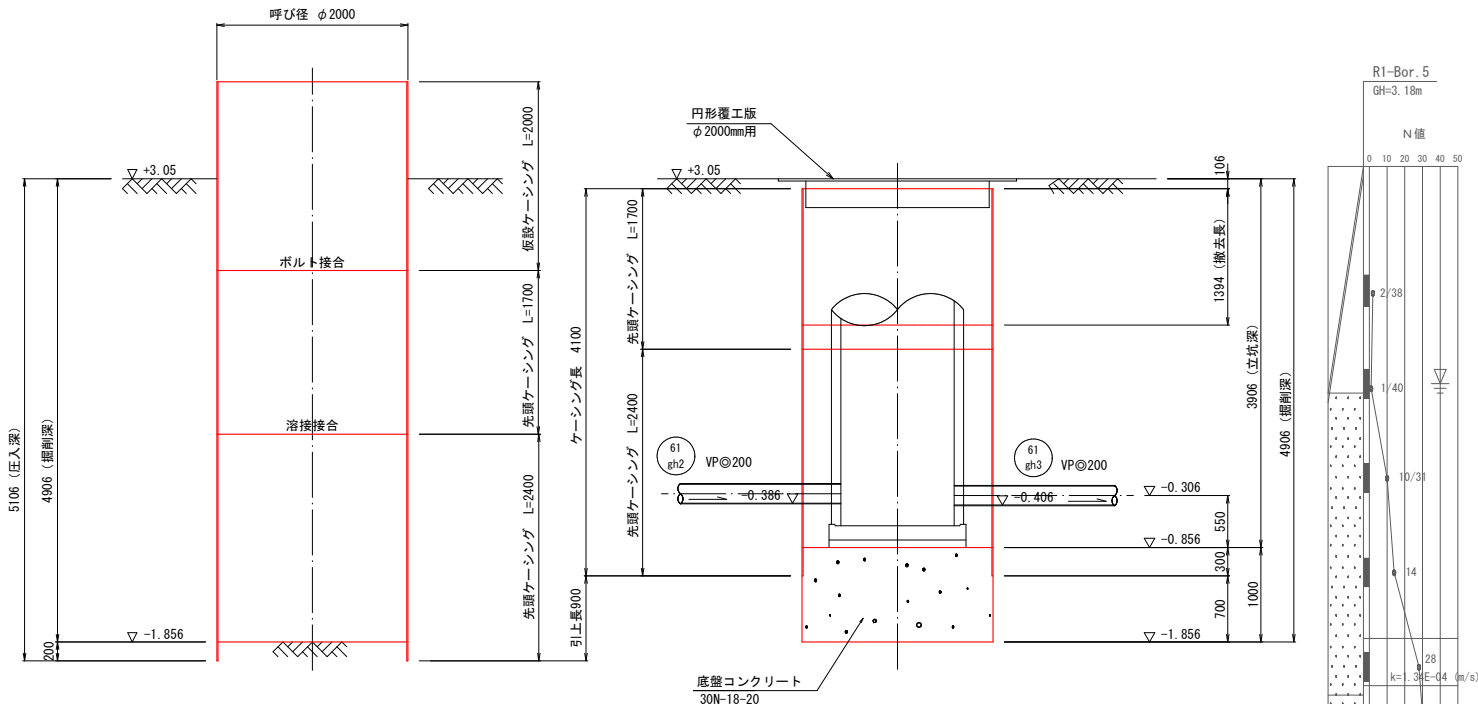 呼び径 φ2000
+3.05
仮設ケーシング L=2000
ボルト接合
先頭ケーシング L=1700
溶接接合
先頭ケーシング L=2400
5106 (圧入深)
4906 (掘削深)
-1.856
200
円形覆工版
φ2000mm用
+3.05
106
先頭ケーシング L=1700
1394 (撤去長)
ケーシング長 4100
先頭ケーシング L=2400
3906 (立坑深)
4906 (掘削深)
61
gh2
VP◎200
-0.386
61
gh3
VP◎200
-0.406
-0.306
550
-0.856
300
700
1000
引上長900
-1.856
底盤コンクリート
30N-18-20
R1-Bor.5
GH=3.18m
N値
0 10 20 30 40 50
2/38
1/40
10/31
14
28
k=1.34E-04 (m/s)